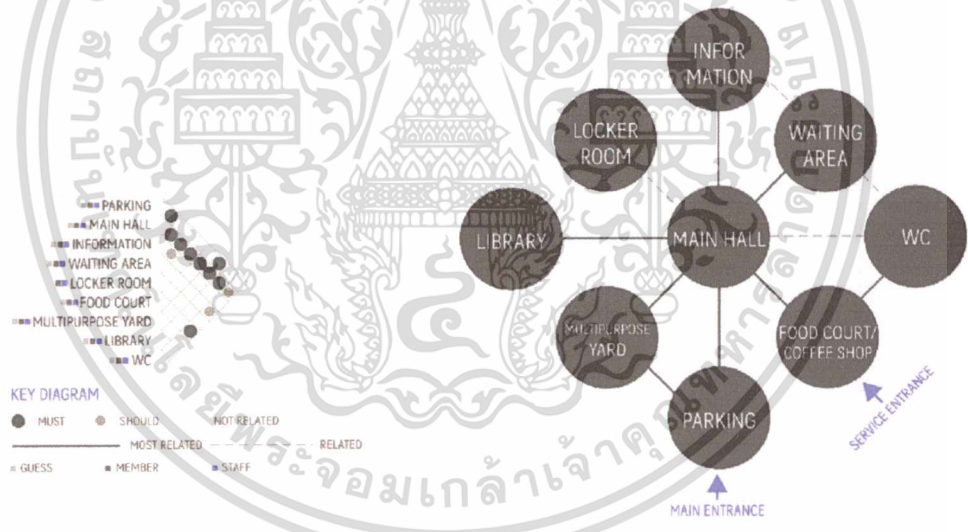 PARKING
MAIN HALL
INFORMATION
WAITING AREA
LOCKER ROOM
FOOD COURT
MULTIPURPOSE YARD
LIBRARY
WC
KEY DIAGRAM
MUST
SHOULD
NOT RELATED
MOST RELATED
RELATED
GUESS
MEMBER
STAFF
INFOR
MATION
LOCKER
ROOM
WAITING
AREA
LIBRARY
MAIN HALL
WC
MULTIPURPOSE
YARD
FOOD COURT/
COFFEE SHOP
PARKING
SERVICE ENTRANCE
MAIN ENTRANCE